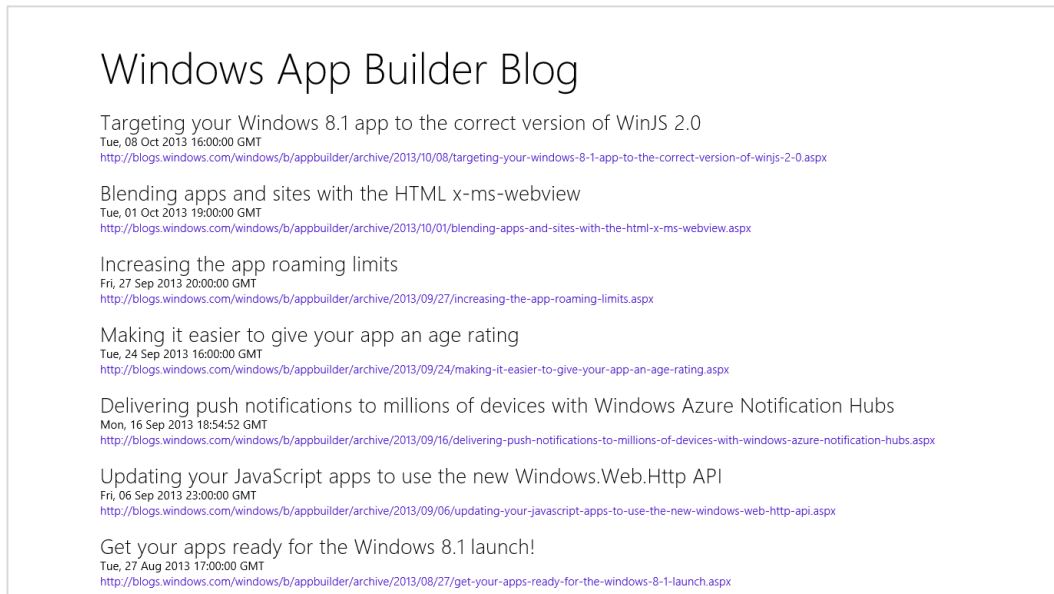 Windows App Builder Blog
Targeting your Windows 8.1 app to the correct version of WinJS 2.0
Tue, 08 Oct 2013 16:00:00 GMT
http://blogs.windows.com/windows/b/appbuilder/archive/2013/10/08/targeting-your-windows-8-1-app-to-the-correct-version-of-winjs-2-0.aspx
Blending apps and sites with the HTML x-ms-webview
Tue, 01 Oct 2013 19:00:00 GMT
http://blogs.windows.com/windows/b/appbuilder/archive/2013/10/01/blending-apps-and-sites-with-the-html-x-ms-webview.aspx
Increasing the app roaming limits
Fri, 27 Sep 2013 20:00:00 GMT
http://blogs.windows.com/windows/b/appbuilder/archive/2013/09/27/increasing-the-app-roaming-limits.aspx
Making it easier to give your app an age rating
Tue, 24 Sep 2013 16:00:00 GMT
http://blogs.windows.com/windows/b/appbuilder/archive/2013/09/24/making-it-easier-to-give-your-app-an-age-rating.aspx
Delivering push notifications to millions of devices with Windows Azure Notification Hubs
Mon, 16 Sep 2013 18:54:52 GMT
http://blogs.windows.com/windows/b/appbuilder/archive/2013/09/16/delivering-push-notifications-to-millions-of-devices-with-windows-azure-notification-hubs.aspx
Updating your JavaScript apps to use the new Windows.Web.Http API
Fri, 06 Sep 2013 23:00:00 GMT
http://blogs.windows.com/windows/b/appbuilder/archive/2013/09/06/updating-your-javascript-apps-to-use-the-new-windows-web-http-api.aspx
Get your apps ready for the Windows 8.1 launch!
Tue, 27 Aug 2013 17:00:00 GMT
http://blogs.windows.com/windows/b/appbuilder/archive/2013/08/27/get-your-apps-ready-for-the-windows-8-1-launch.aspx